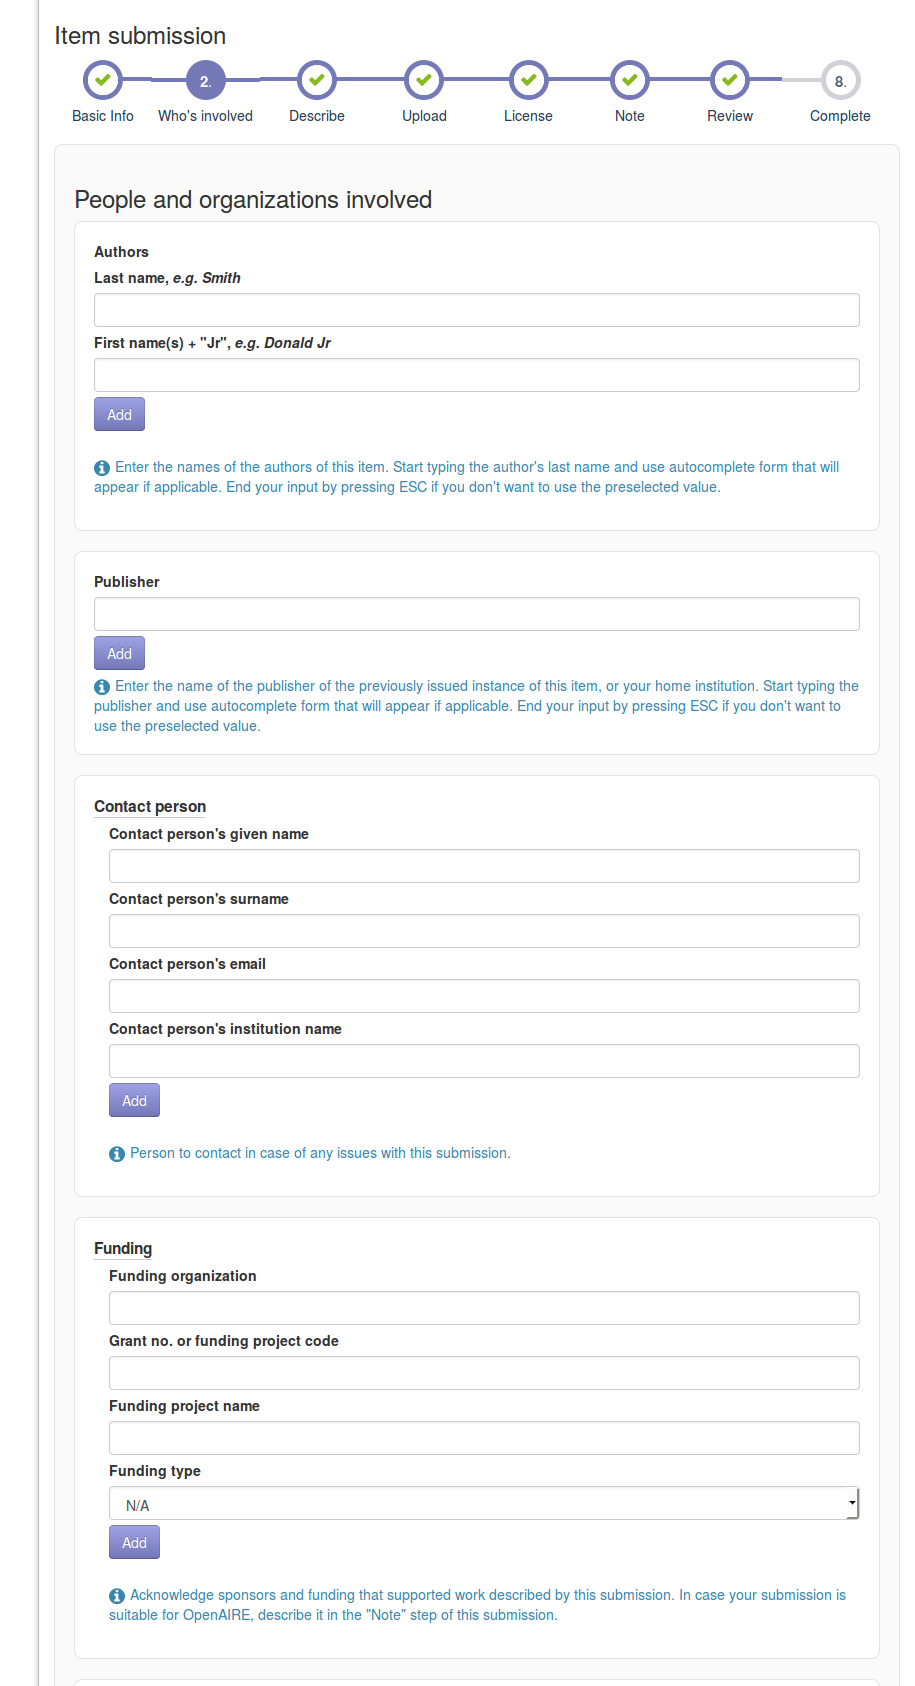 Item submission
2.
8.
Basic Info
Who's involved
Describe
Upload
License
Note
Review
Complete
People and organizations involved
Authors
Last name, e.g. Smith
First name(s) + "Jr", e.g. Donald Jr
Add
Enter the names of the authors of this item. Start typing the author's last name and use autocomplete form that will
appear if applicable. End your input by pressing ESC if you don't want to use the preselected value.
Publisher
Add
Enter the name of the publisher of the previously issued instance of this item, or your home institution. Start typing the
publisher and use autocomplete form that will appear if applicable. End your input by pressing ESC if you don't want to
use the preselected value.
Contact person
Contact person's given name
Contact person's surname
Contact person's email
Contact person's institution name
Add
Person to contact in case of any issues with this submission.
Funding
Funding organization
Grant no. or funding project code
Funding project name
Funding type
N/A
Add
Acknowledge sponsors and funding that supported work described by this submission. In case your submission is
suitable for OpenAIRE, describe it in the "Note" step of this submission.